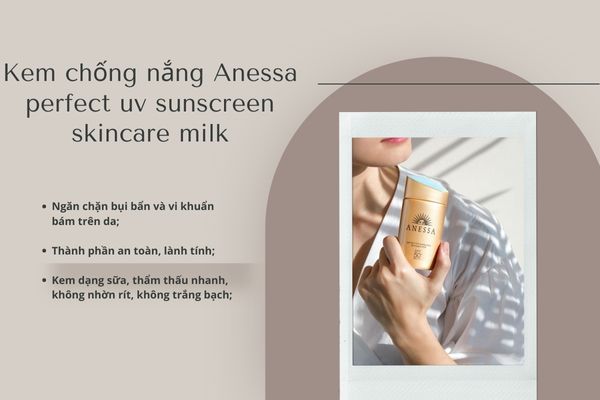 Kem chống nắng Anessa
perfect uv sunscreen
skincare milk
Ngăn chặn bụi bẩn và vi khuẩn
bám trên da;
Thành phần an toàn, lành tính;
Kem dạng sữa, thẩm thấu nhanh,
không nhờn rít, không trắng bạch;
ANESSA
50+